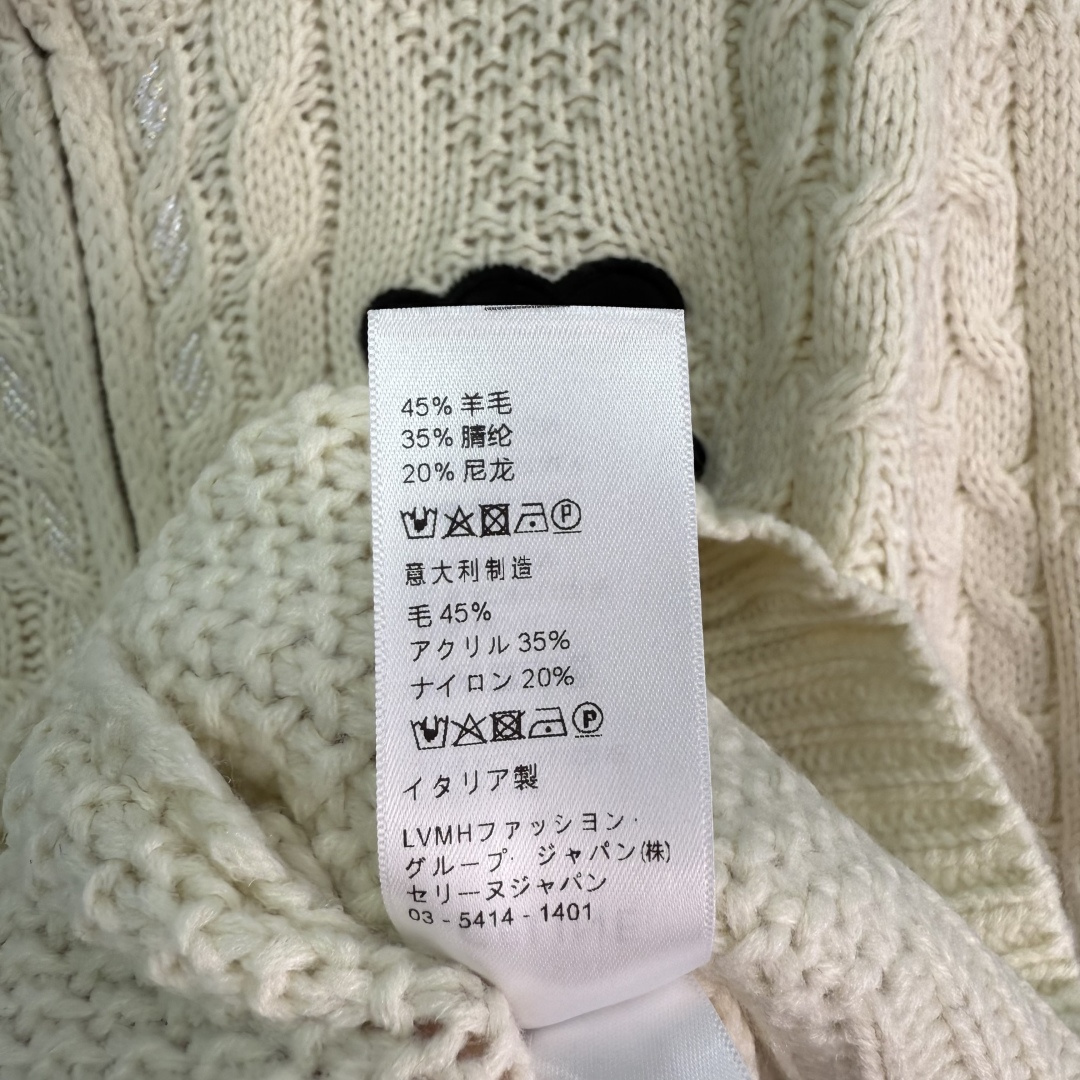 45% 羊毛
35% 腈纶
20% 尼龙
P
意大利制造
毛 45%
アクリル 35%
ナイロン 20%
P
イタリア製
LVMHファッション·
グループ· ジャパン(株)
セリーヌジャパン
03 - 5414 - 1401